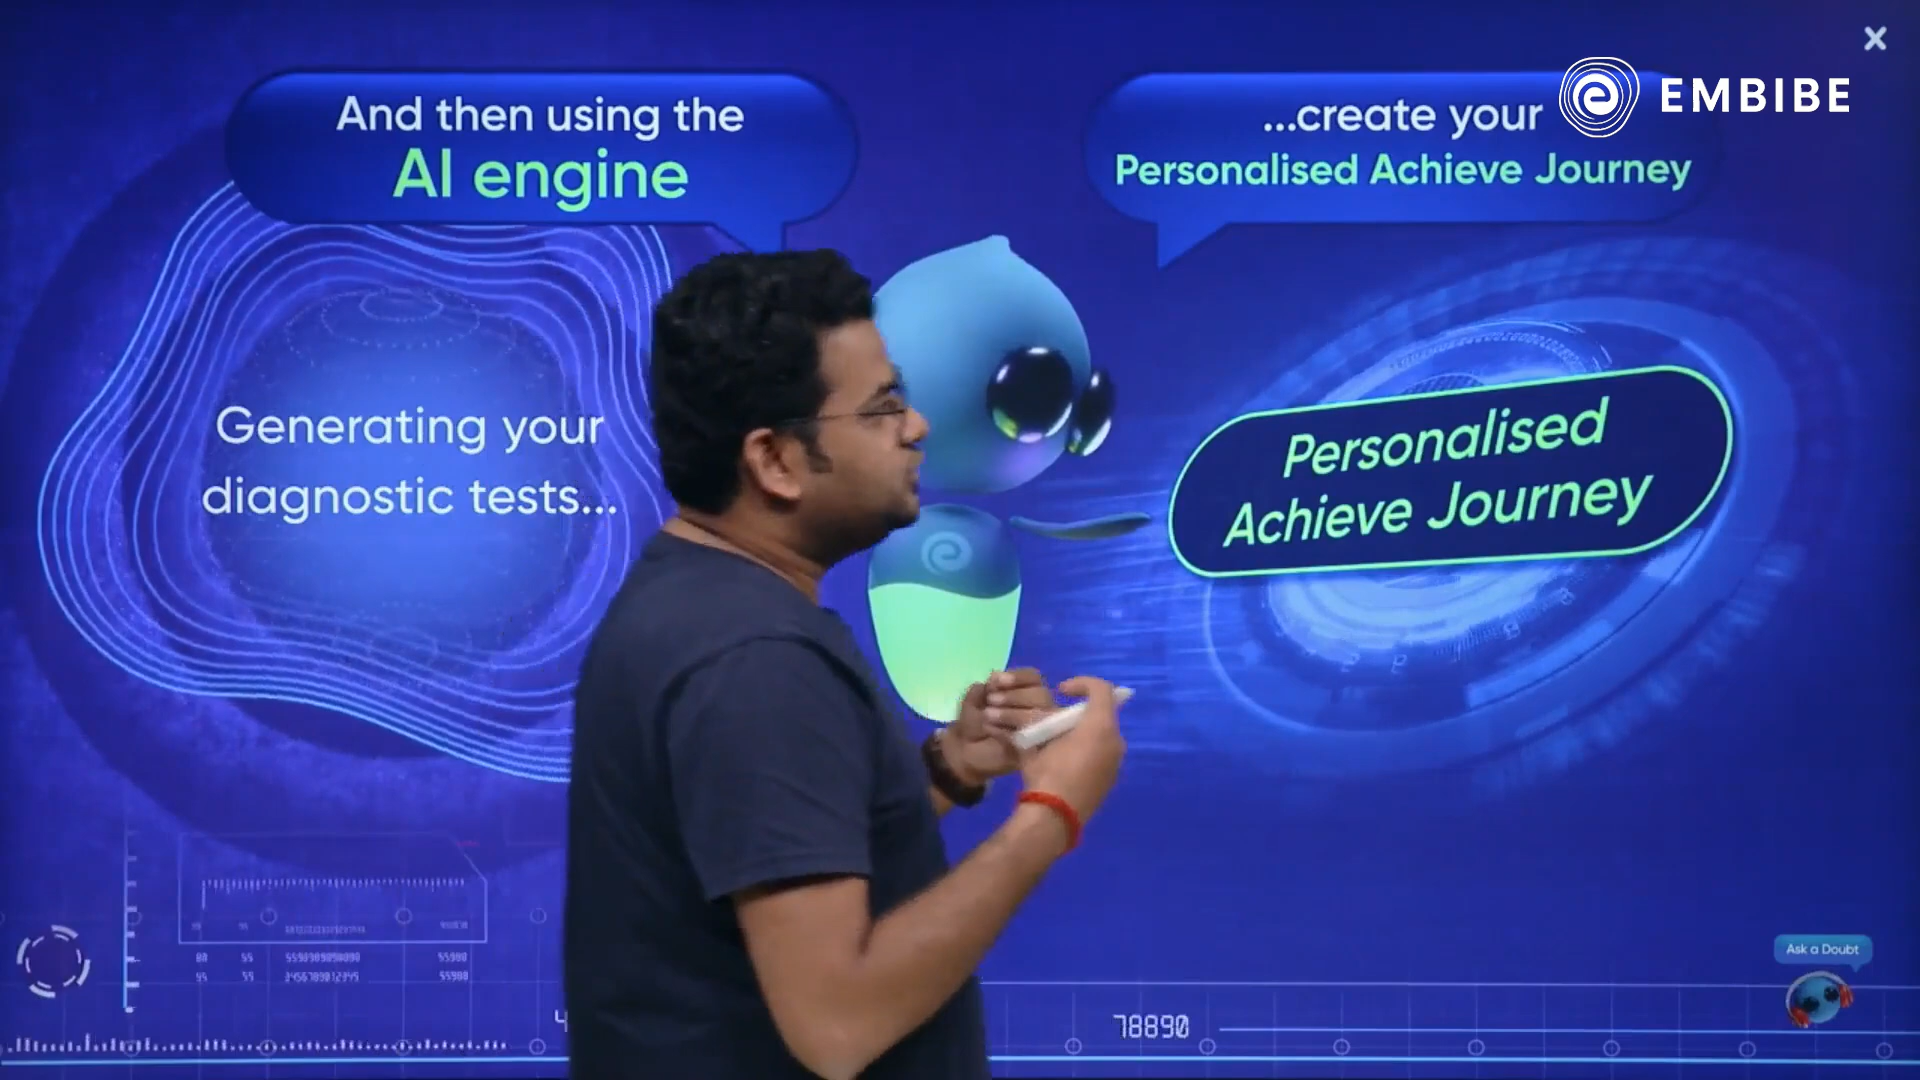 And then using the
AI engine
...create your
Personalised Achieve Journey
EMBIBE
Generating your
diagnostic tests...
Personalised
Achieve Journey
Ask a Doubt
78890